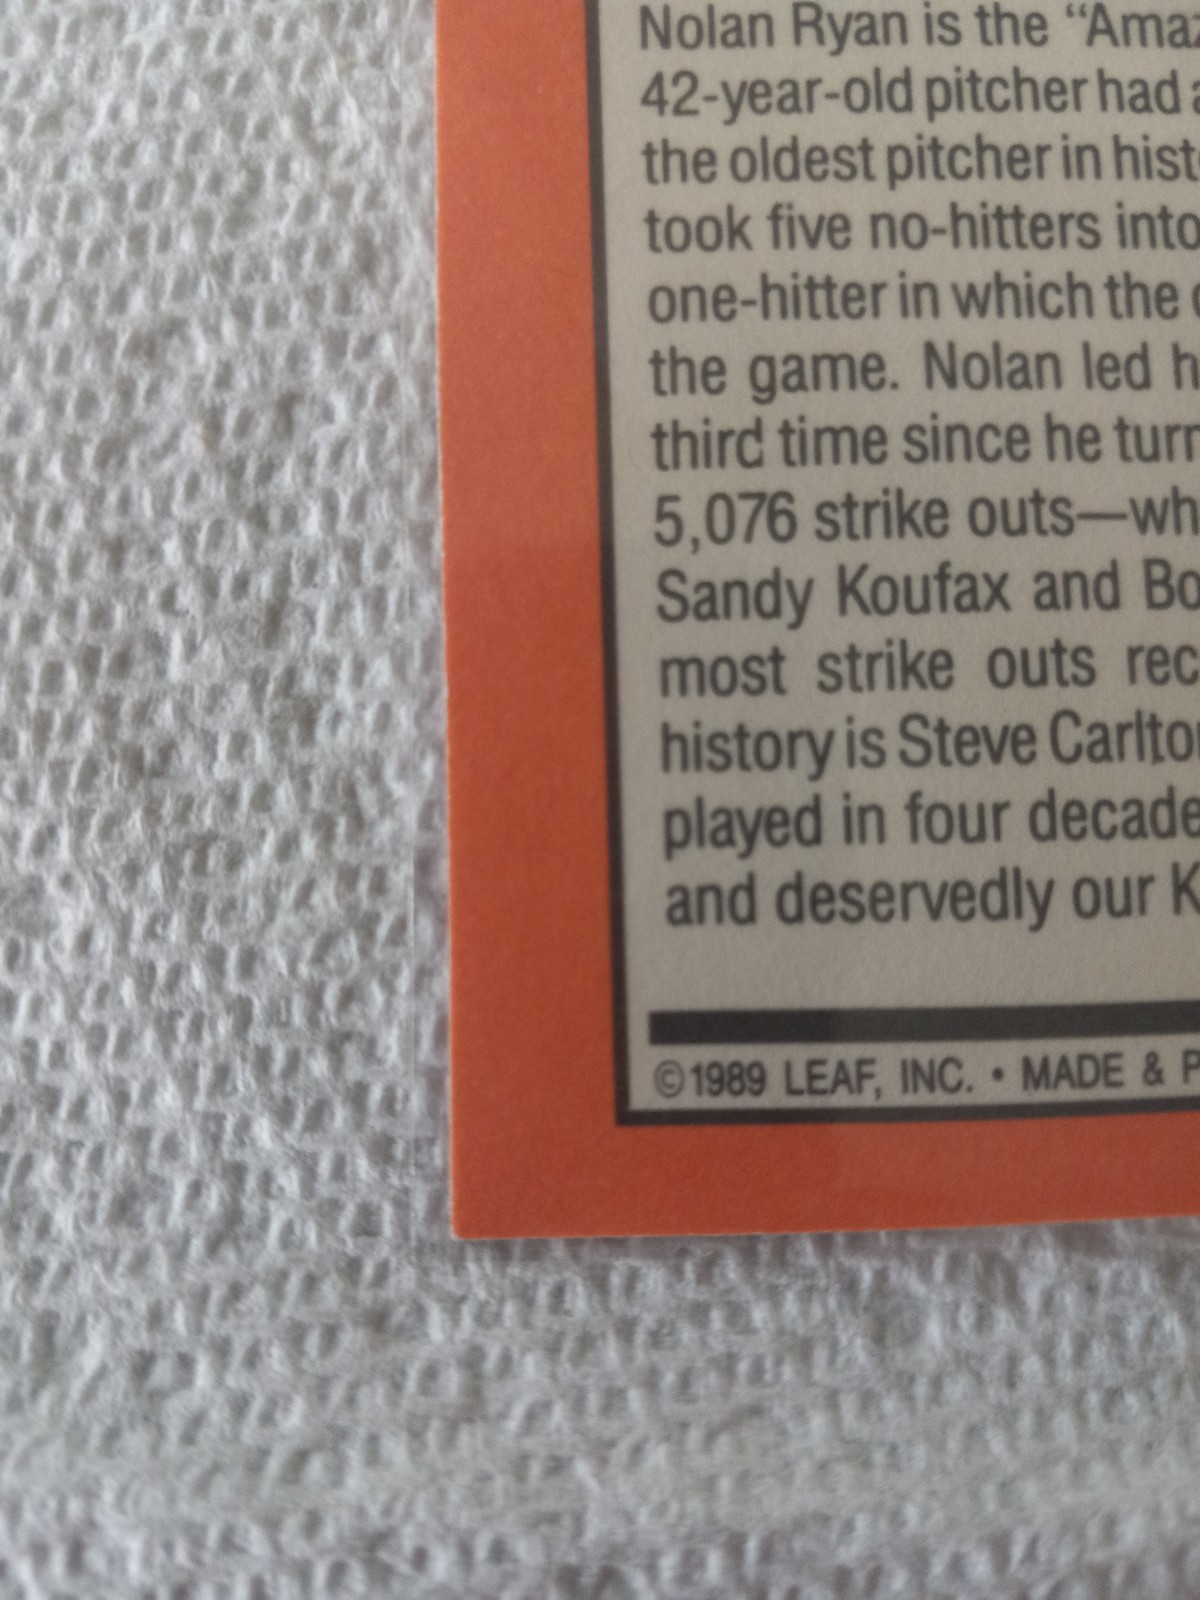 Nolan Ryan is the “Amaz
42-year-old pitcher had a
the oldest pitcher in histo
took five no-hitters into
one-hitter in which the
the game. Nolan led h
third time since he turn
5,076 strike outs—wh
Sandy Koufax and Bo
most strike outs rec
history is Steve Carlton
played in four decade
and deservedly our K
©1989 LEAF, INC. • MADE & P